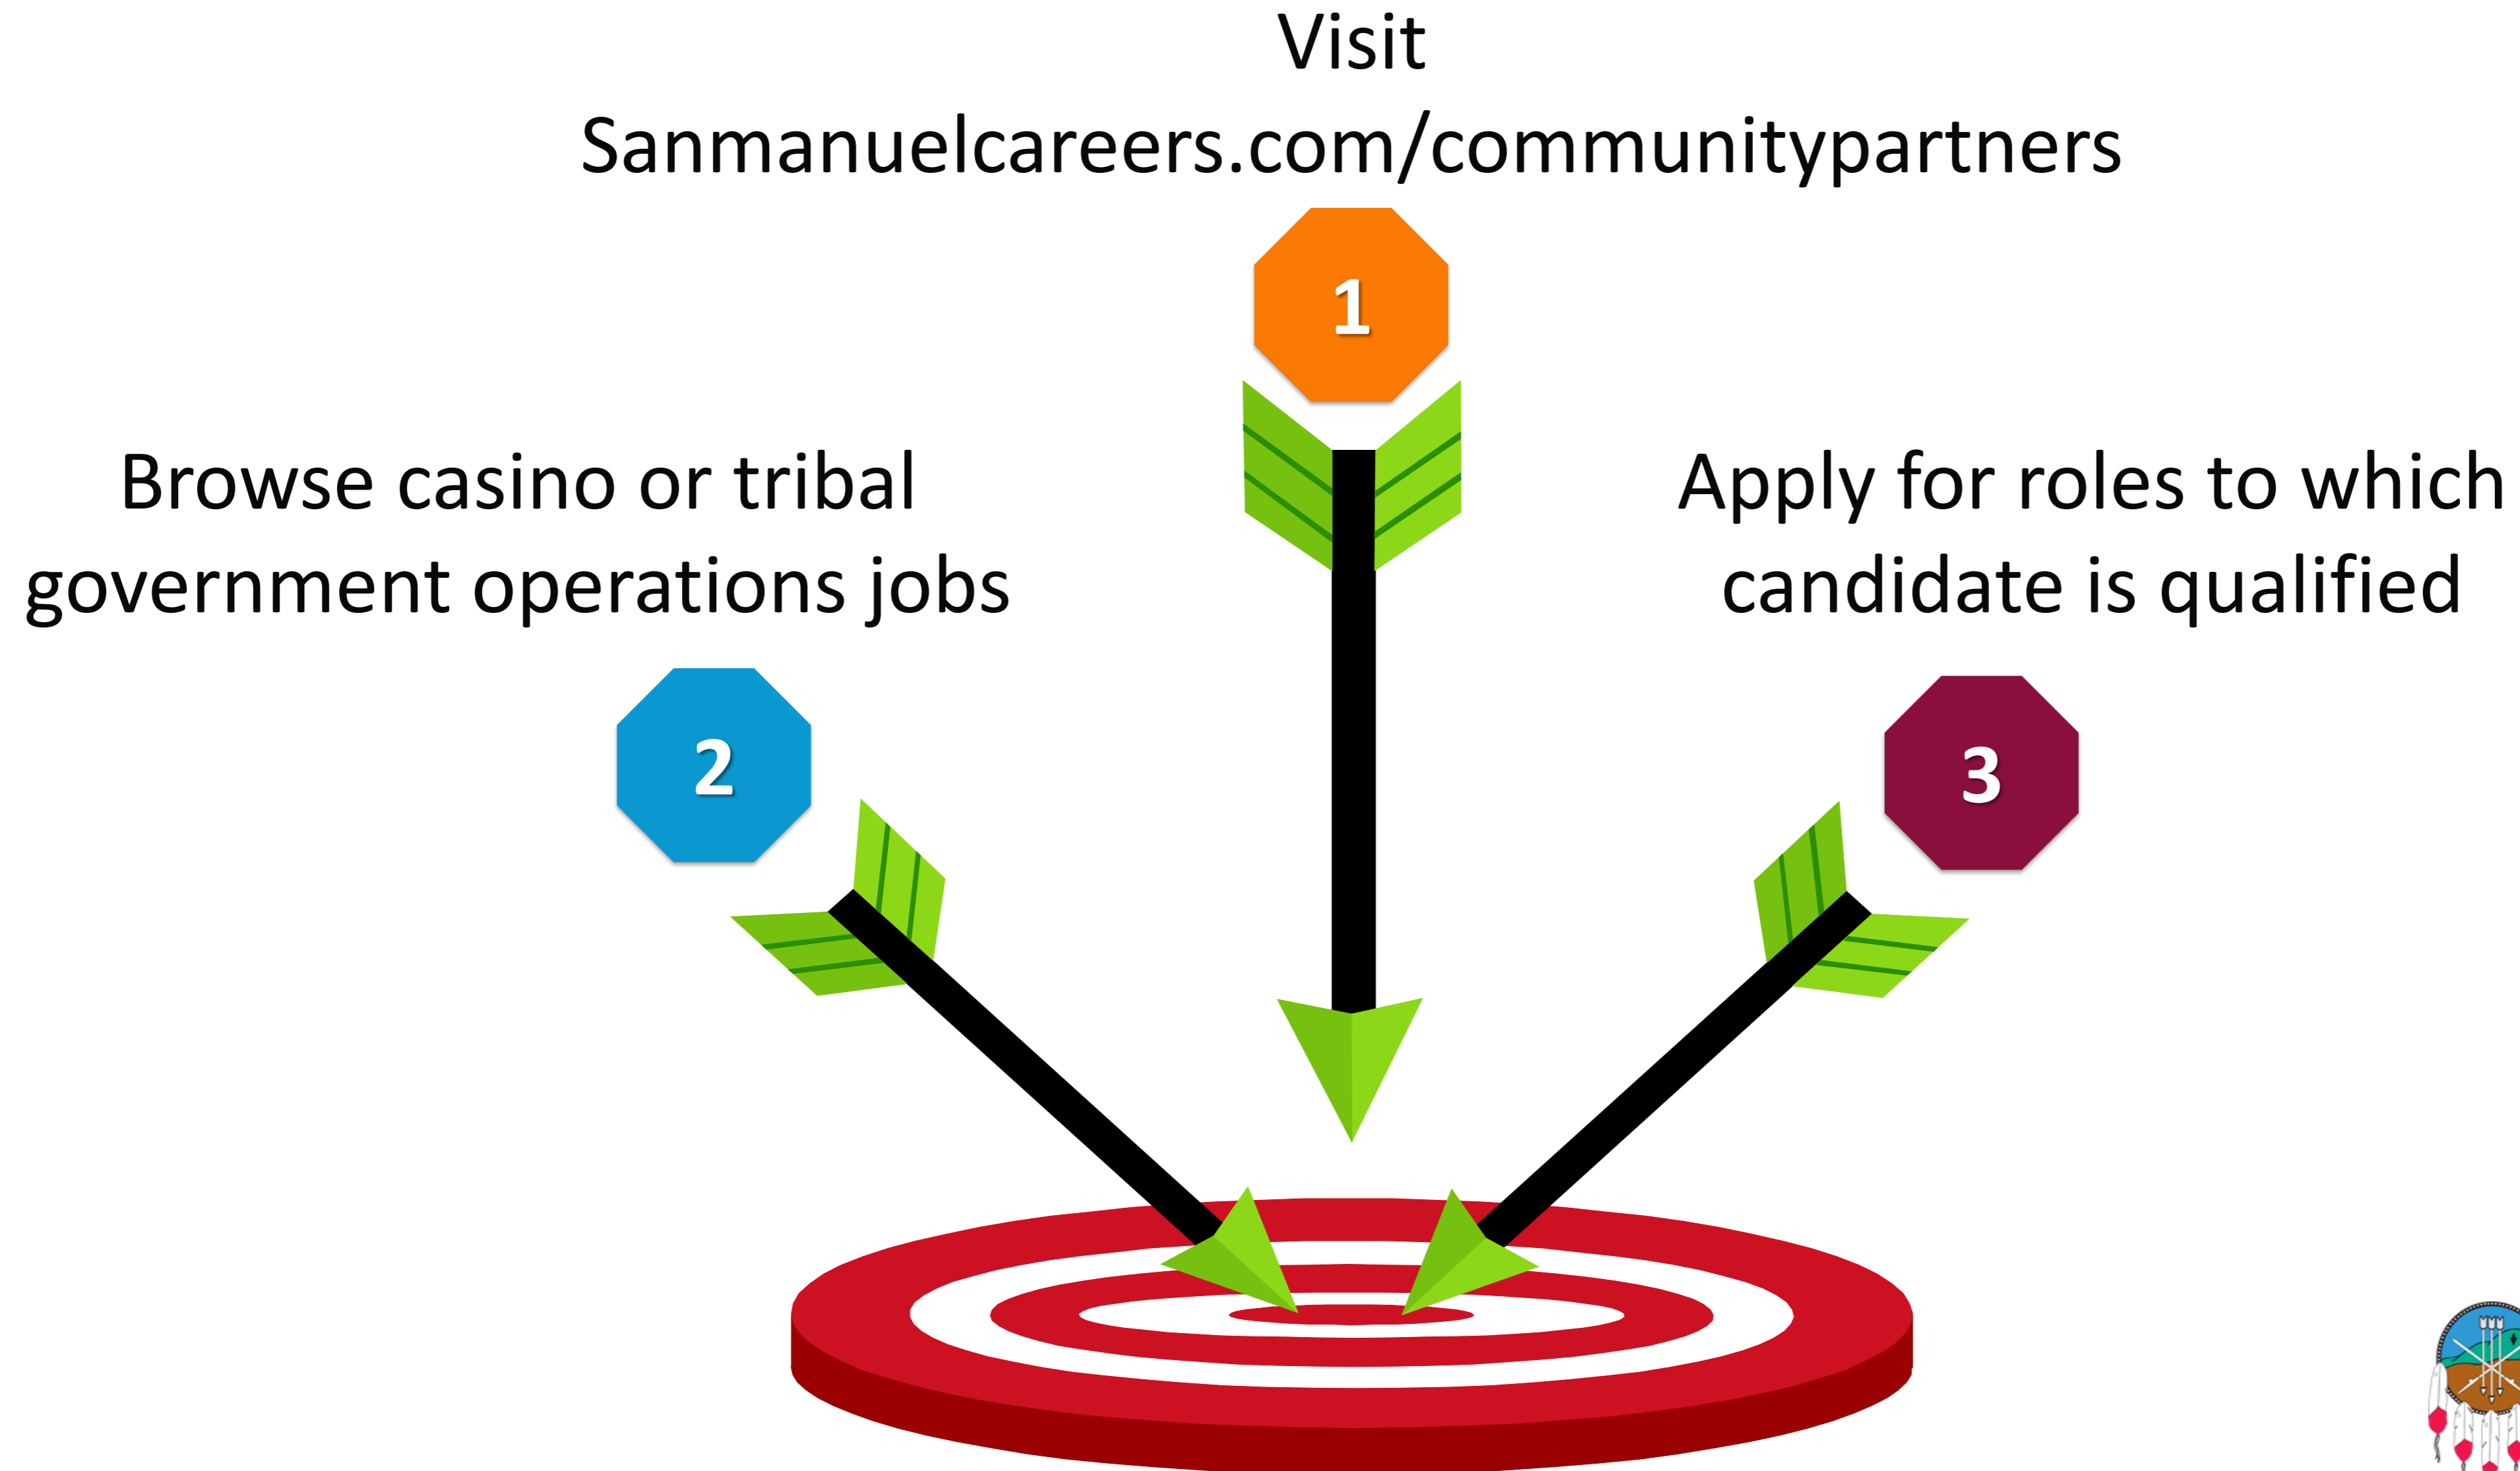 Visit
Sanmanuelcareers.com/communitypartners
1
Browse casino or tribal
government operations jobs
2
Apply for roles to which
candidate is qualified
3